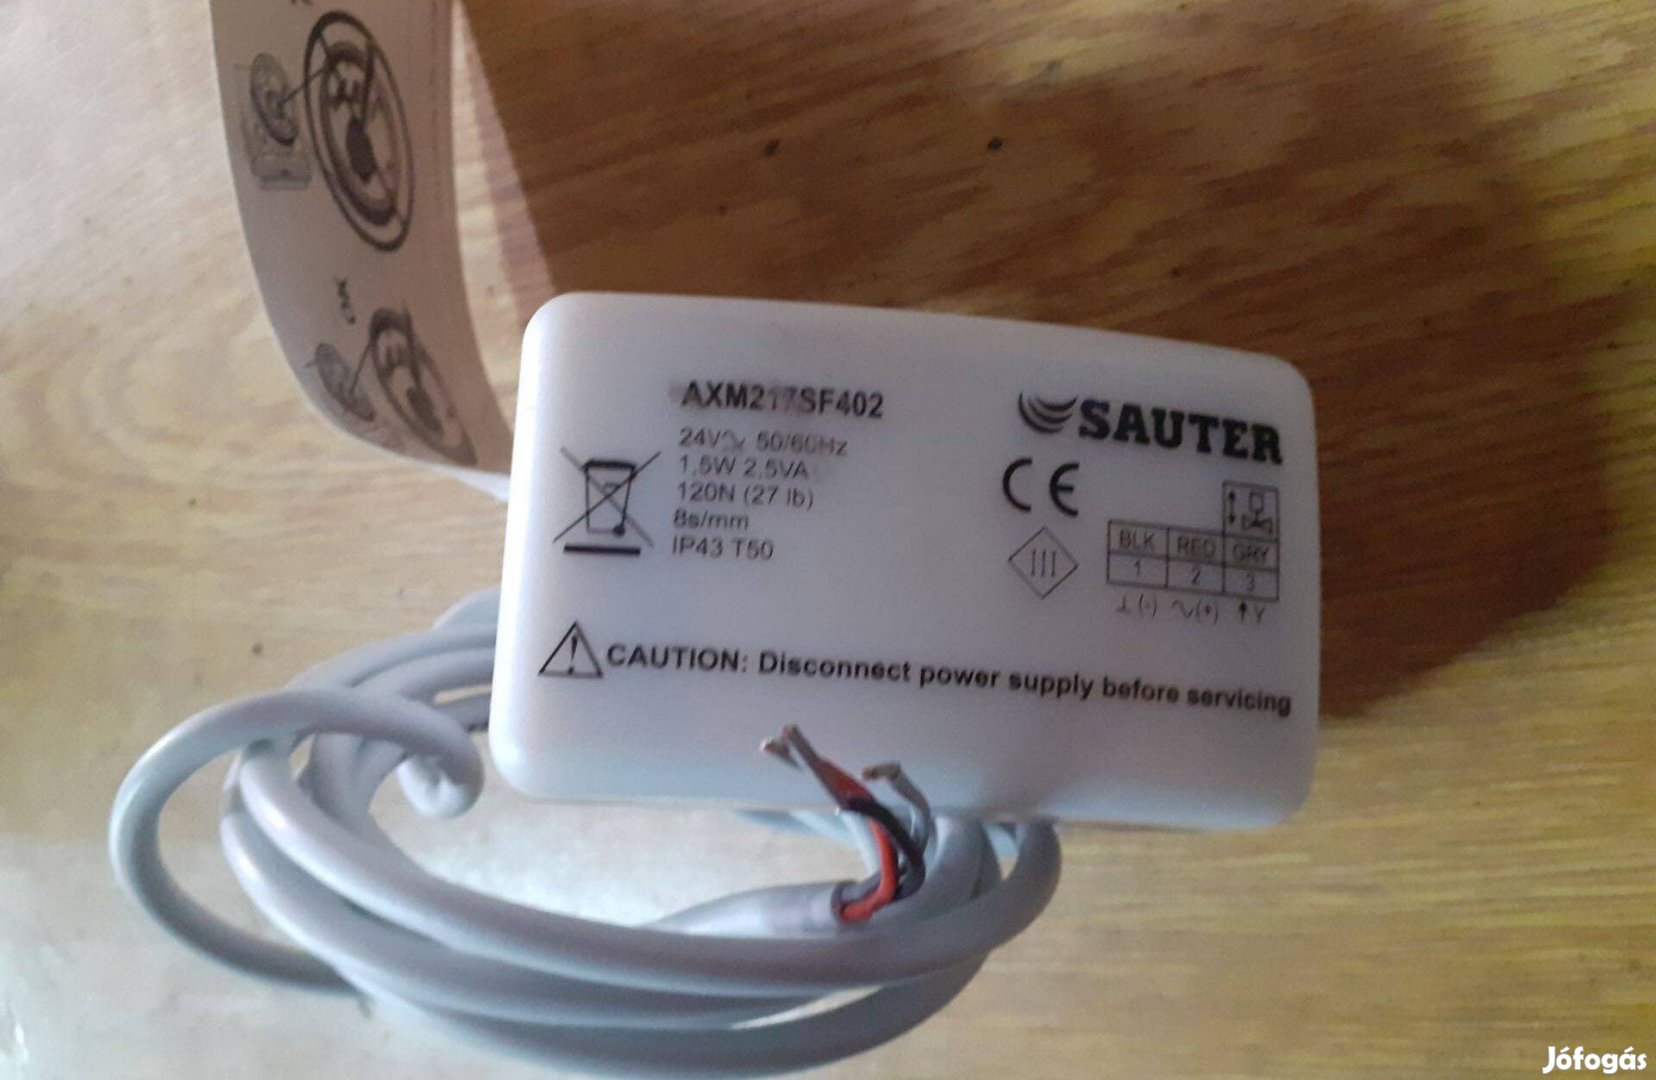 AXM217SF402
24V 50/60Hz
1,5W 2,5VA
120N (27 lb)
8s/mm
IP43 T50
SAUTER
CE
BLK RED GRY
1 2 3
⊥(-) ∿(+) ↑Y
CAUTION: Disconnect power supply before servicing
Jófogás